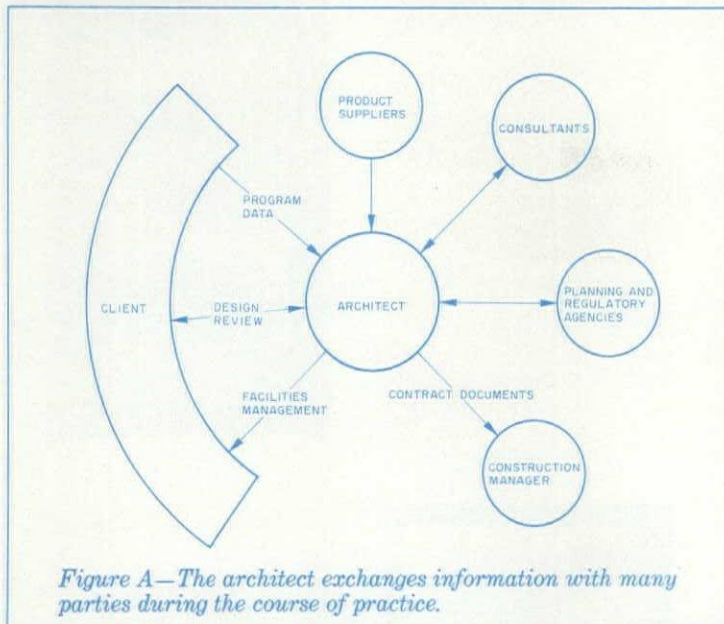 PRODUCT
SUPPLIERS
CONSULTANTS
PROGRAM
DATA
CLIENT
DESIGN
REVIEW
ARCHITECT
PLANNING AND
REGULATORY
AGENCIES
FACILITIES
MANAGEMENT
CONTRACT DOCUMENTS
CONSTRUCTION
MANAGER
Figure A—The architect exchanges information with many
parties during the course of practice.